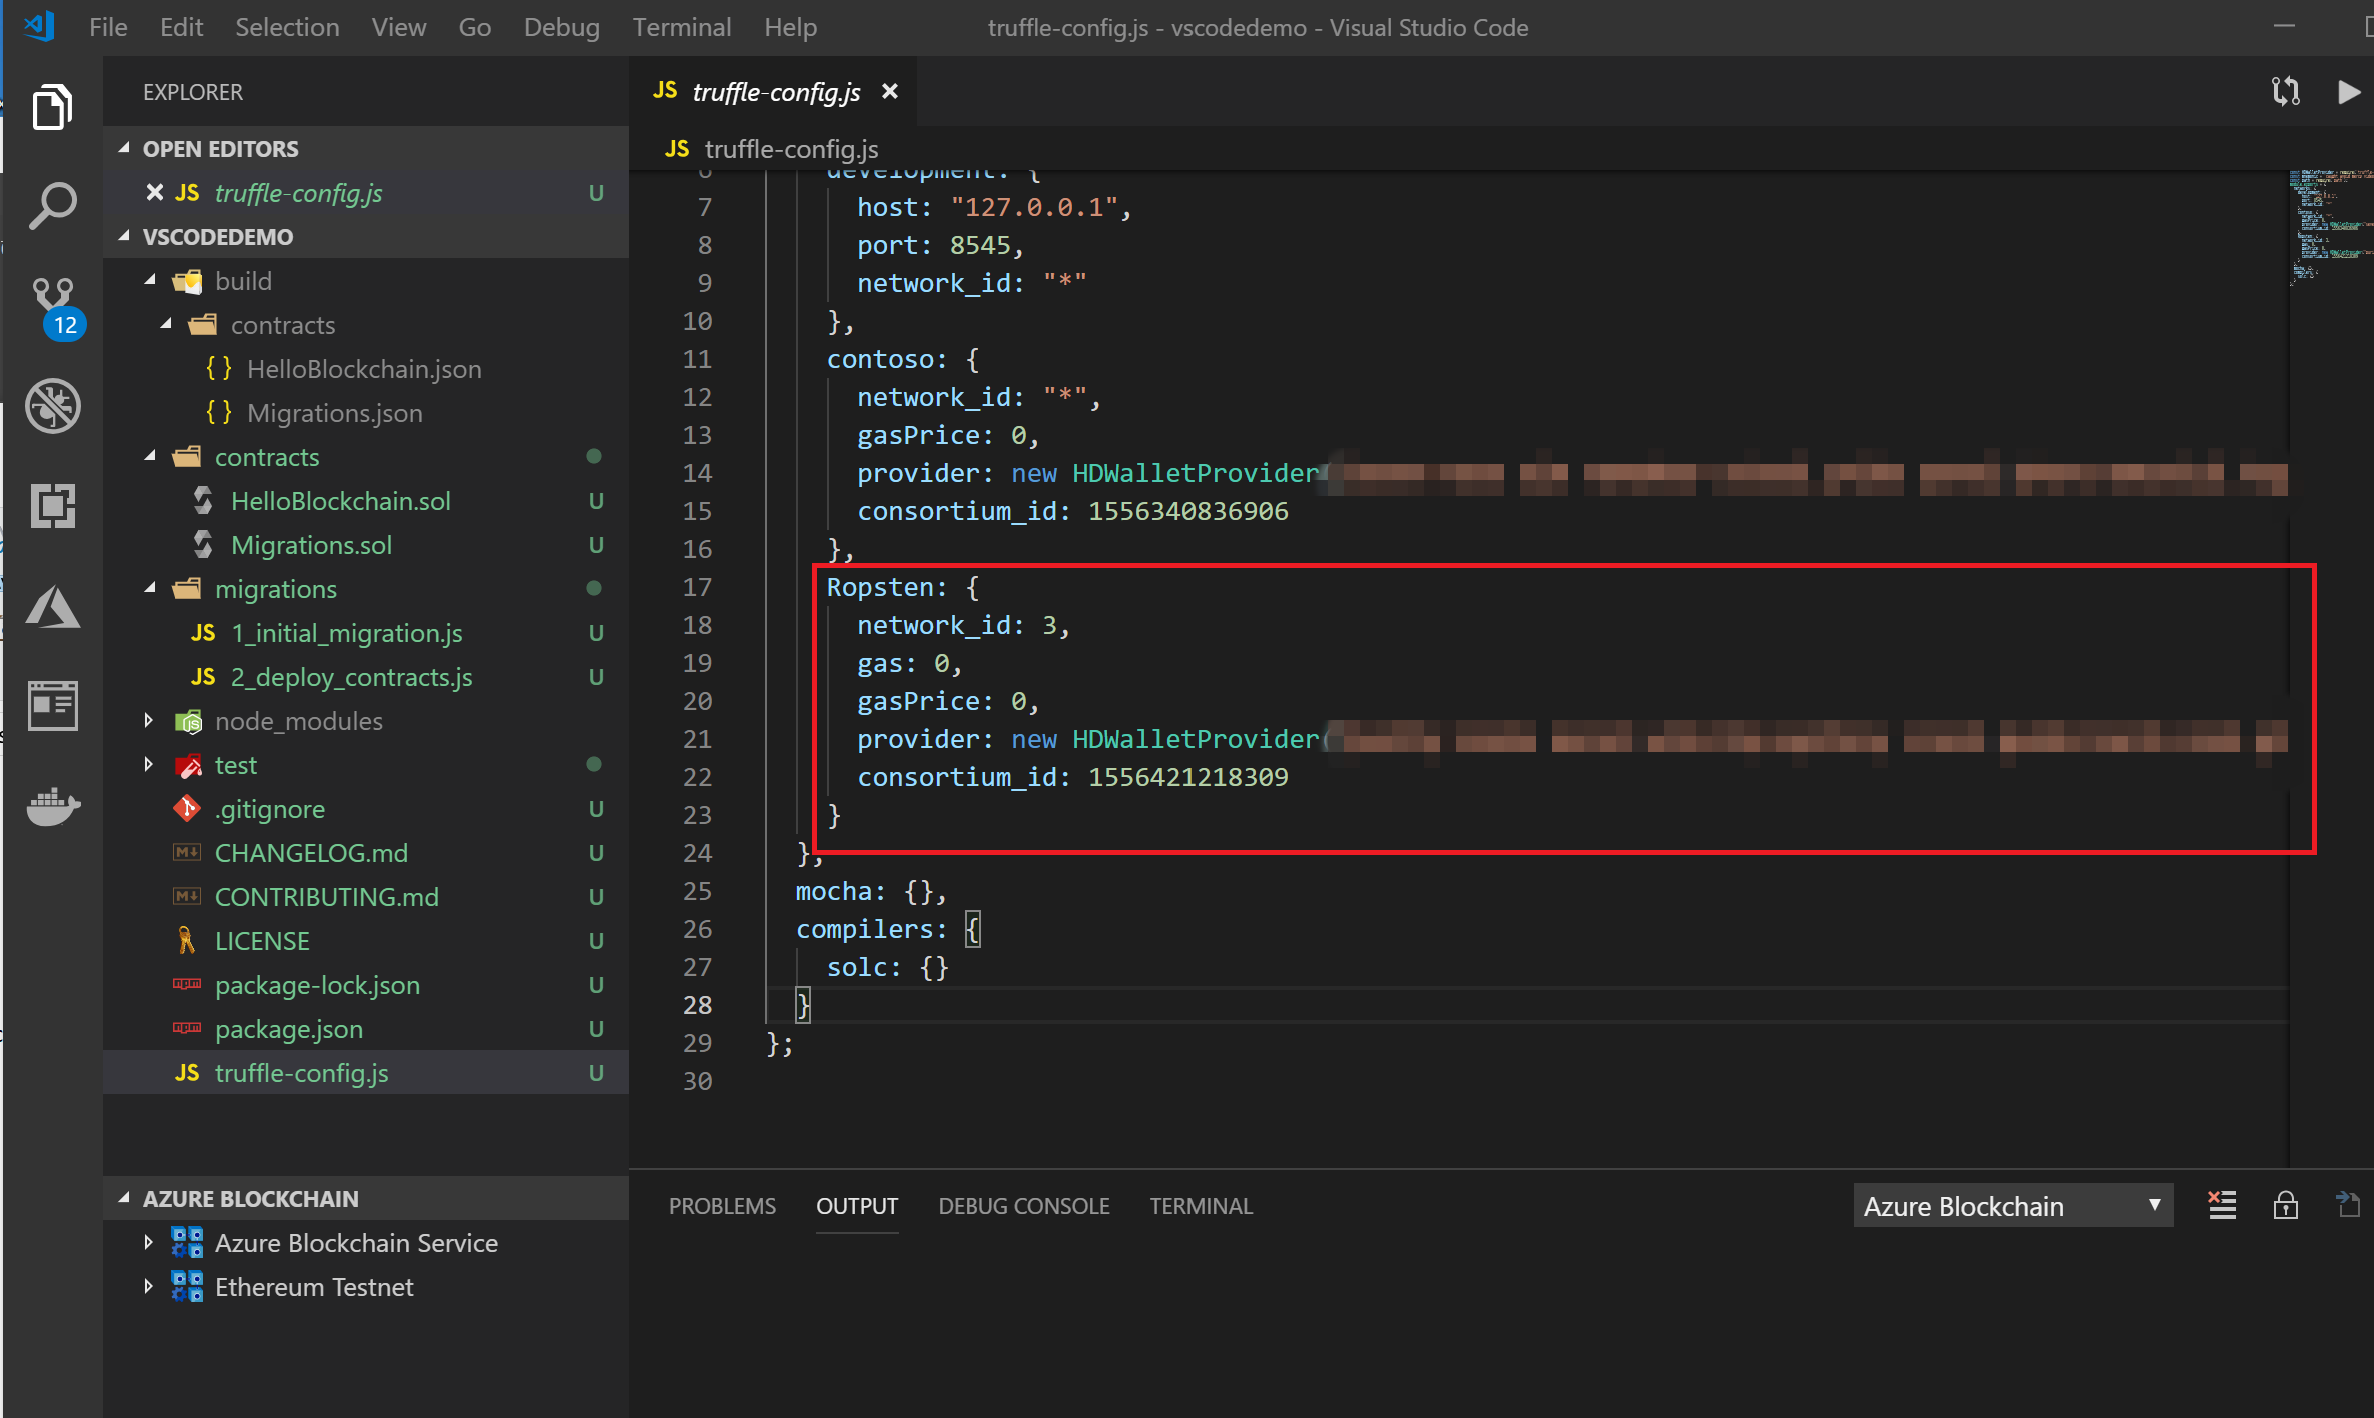 File Edit Selection View Go Debug Terminal Help
truffle-config.js - vscodedemo - Visual Studio Code
EXPLORER
OPEN EDITORS
JS truffle-config.js U
VSCODEDEMO
build
contracts
{ } HelloBlockchain.json
{ } Migrations.json
contracts
HelloBlockchain.sol U
Migrations.sol U
migrations
JS 1_initial_migration.js U
JS 2_deploy_contracts.js U
node_modules
test
.gitignore U
CHANGELOG.md U
CONTRIBUTING.md U
LICENSE U
package-lock.json U
package.json U
JS truffle-config.js U
AZURE BLOCKCHAIN
Azure Blockchain Service
Ethereum Testnet
12
JS truffle-config.js
JS truffle-config.js
6 development: {
7 host: "127.0.0.1",
8 port: 8545,
9 network_id: "*"
10 },
11 contoso: {
12 network_id: "*",
13 gasPrice: 0,
14 provider: new HDWalletProvider
15 consortium_id: 1556340836906
16 },
17 Ropsten: {
18 network_id: 3,
19 gas: 0,
20 gasPrice: 0,
21 provider: new HDWalletProvider(
22 consortium_id: 1556421218309
23 }
24 },
25 mocha: {},
26 compilers: {
27 solc: {}
28 }
29 };
30
PROBLEMS OUTPUT DEBUG CONSOLE TERMINAL
Azure Blockchain